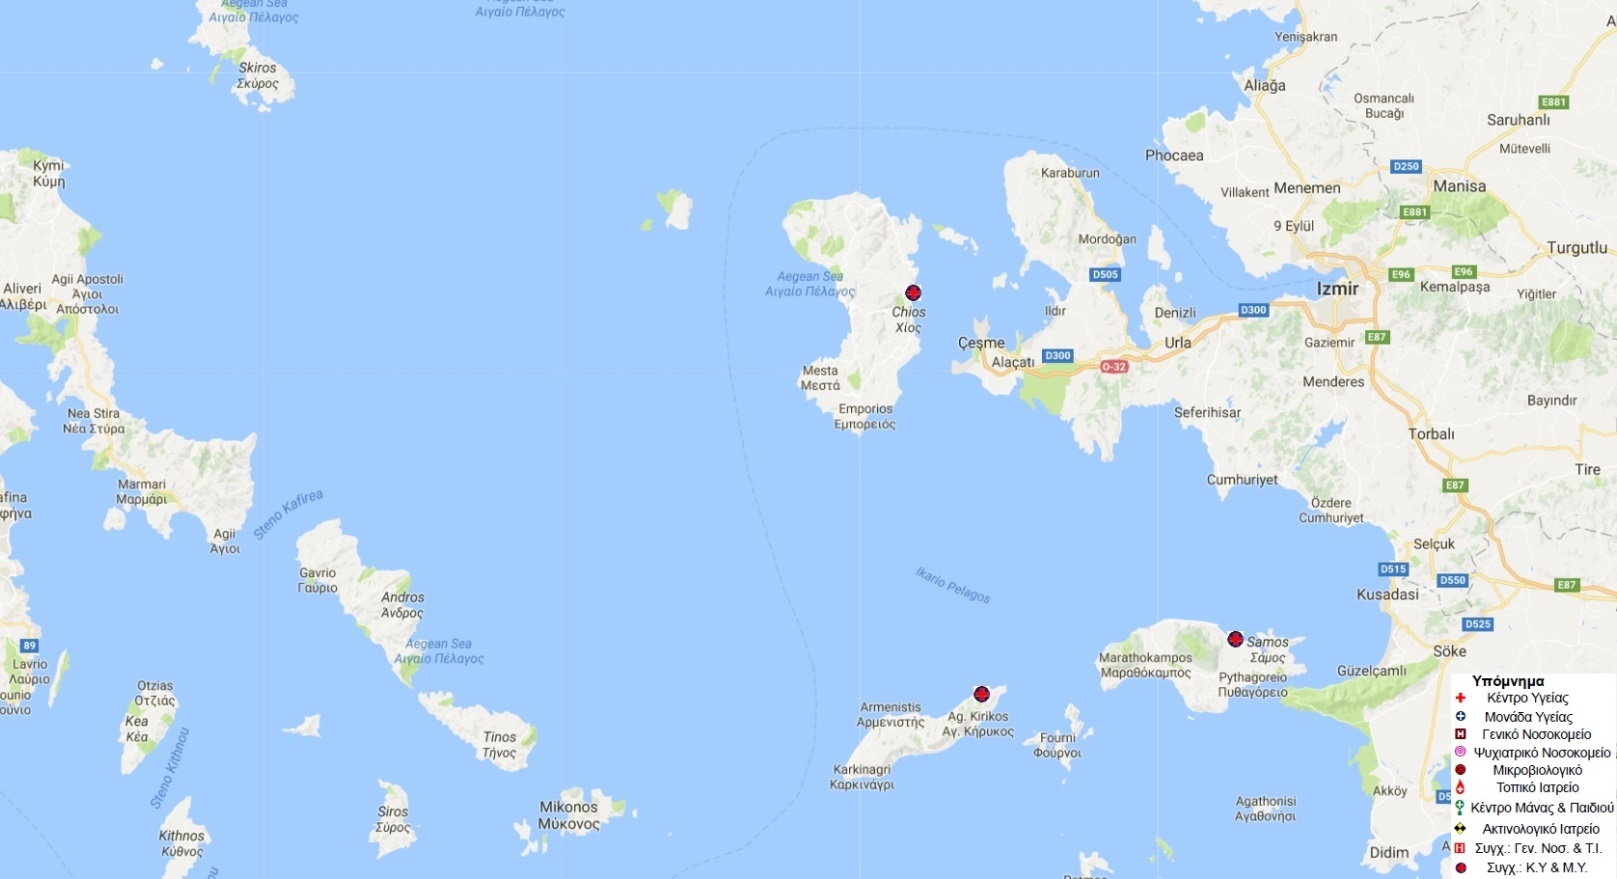 Aegean Sea
Αιγαίο Πέλαγος
Aegean Sea
Αιγαίο Πέλαγος
Yenişakran
Skiros
Σκύρος
Aliağa
Osmancalı
Bucağı
E881
Saruhanlı
Mütevelli
Kymi
Κύμη
Phocaea
D250
Karaburun
Villakent
Menemen
Manisa
E881
9 Eylül
Mordoğan
Turgutlu
Aegean Sea
Αιγαίο Πέλαγος
D505
E96
E96
Kemalpaşa
Yiğitler
Izmir
Agii Apostoli
Άγιοι
Απόστολοι
Aliveri
Αλιβέρι
Chios
Χίος
Ildır
Denizli
D300
Çeşme
Alaçatı
D300
O-32
Urla
Gaziemir
E87
Mesta
Μεστά
Menderes
Bayındır
Emporios
Εμπορειός
Seferihisar
Nea Stira
Νέα Στύρα
Torbalı
Tire
Marmari
Μαρμάρι
Cumhuriyet
E87
afina
φήνα
Steno Kafirea
Özdere
Cumhuriyet
Agii
Άγιοι
Selçuk
D515
D550
E87
Gavrio
Γαύριο
Ikario Pelagos
Kusadasi
Andros
Άνδρος
D525
89
Aegean Sea
Αιγαίο Πέλαγος
Samos
Σάμος
Söke
Lavrio
Λαύριο
Marathokampos
Μαραθόκαμπος
Güzelçamlı
Pythagoreio
Πυθαγόρειο
ounio
ούνιο
Otzias
Οτζιάς
Armenistis
Αρμενιστής
Ag. Kirikos
Αγ. Κήρυκος
Kea
Κέα
Tinos
Τήνος
Fourni
Φούρνοι
Steno Kithnou
Karkinagri
Καρκινάγρι
Akköy
D5
Agathonisi
Αγαθονήσι
Siros
Σύρος
Mikonos
Μύκονος
Kithnos
Κύθνος
Didim
Υπόμνημα
Κέντρο Υγείας
Μονάδα Υγείας
Γενικό Νοσοκομείο
Ψυχιατρικό Νοσοκομείο
Μικροβιολογικό
Τοπικό Ιατρείο
Κέντρο Μάνας & Παιδιού
Ακτινολογικό Ιατρείο
Συγχ.: Γεν. Νοσ. & Τ.Ι.
Συγχ.: Κ.Υ & Μ.Υ.